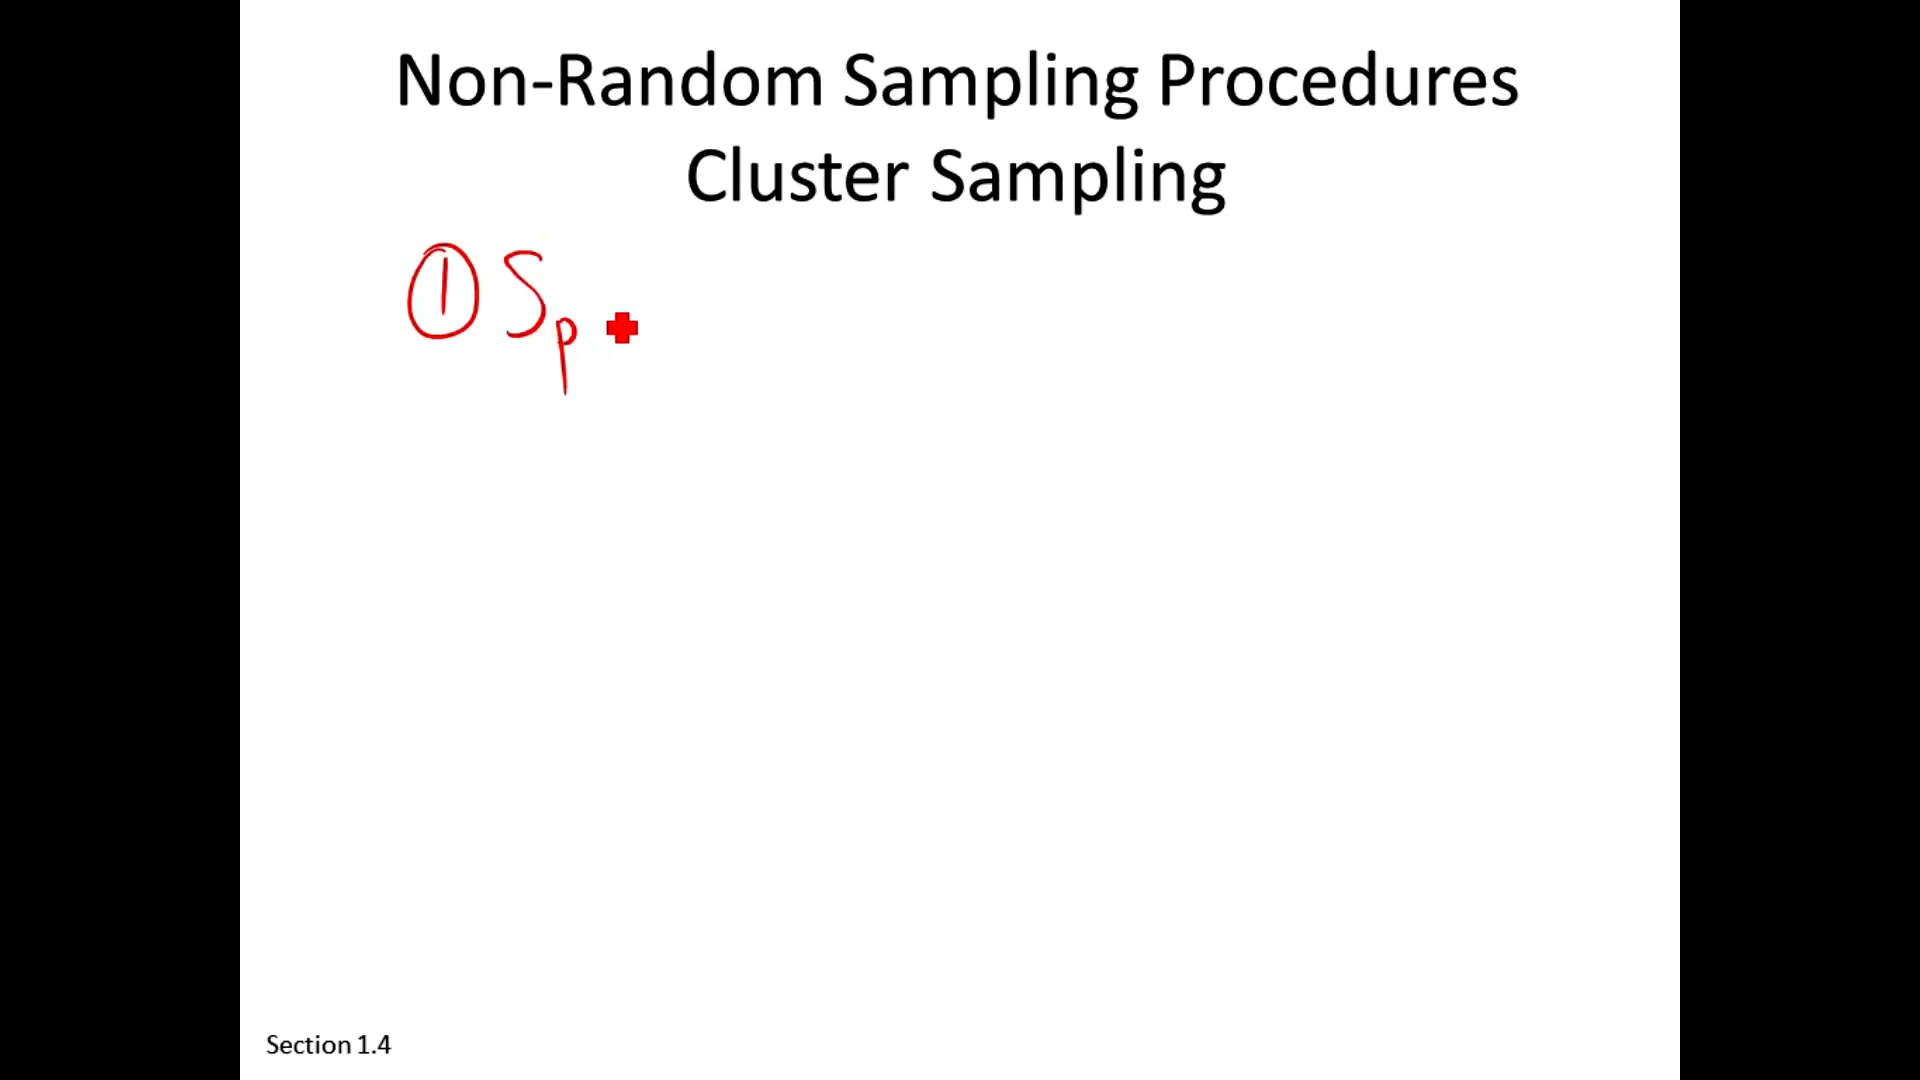 Non-Random Sampling Procedures
Cluster Sampling
① Sp
Section 1.4